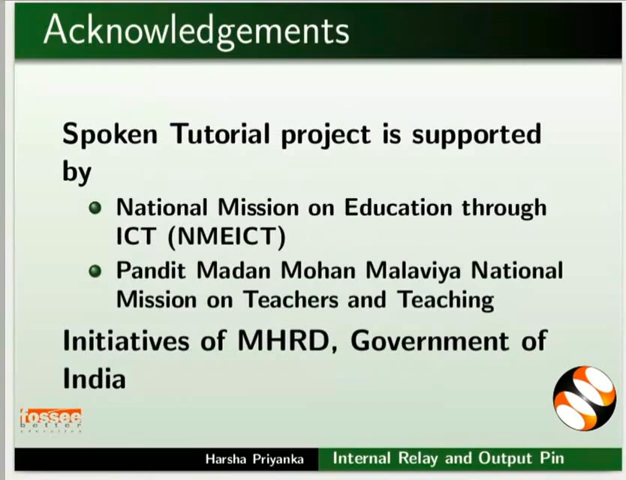 Acknowledgements
Spoken Tutorial project is supported
by
National Mission on Education through
ICT (NMEICT)
Pandit Madan Mohan Malaviya National
Mission on Teachers and Teaching
Initiatives of MHRD, Government of
India
fossee
better
education
Harsha Priyanka Internal Relay and Output Pin